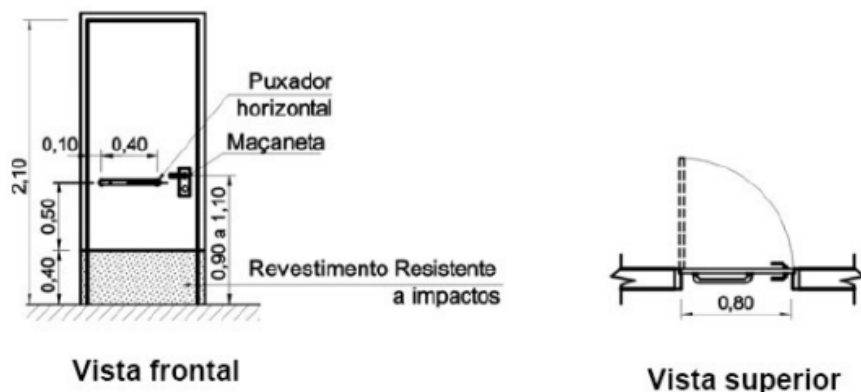 Puxador
horizontal
Maçaneta
0,10
0,40
2,10
0,50
0,40
0,90 a 1,10
Revestimento Resistente
a impactos
Vista frontal
0,80
Vista superior